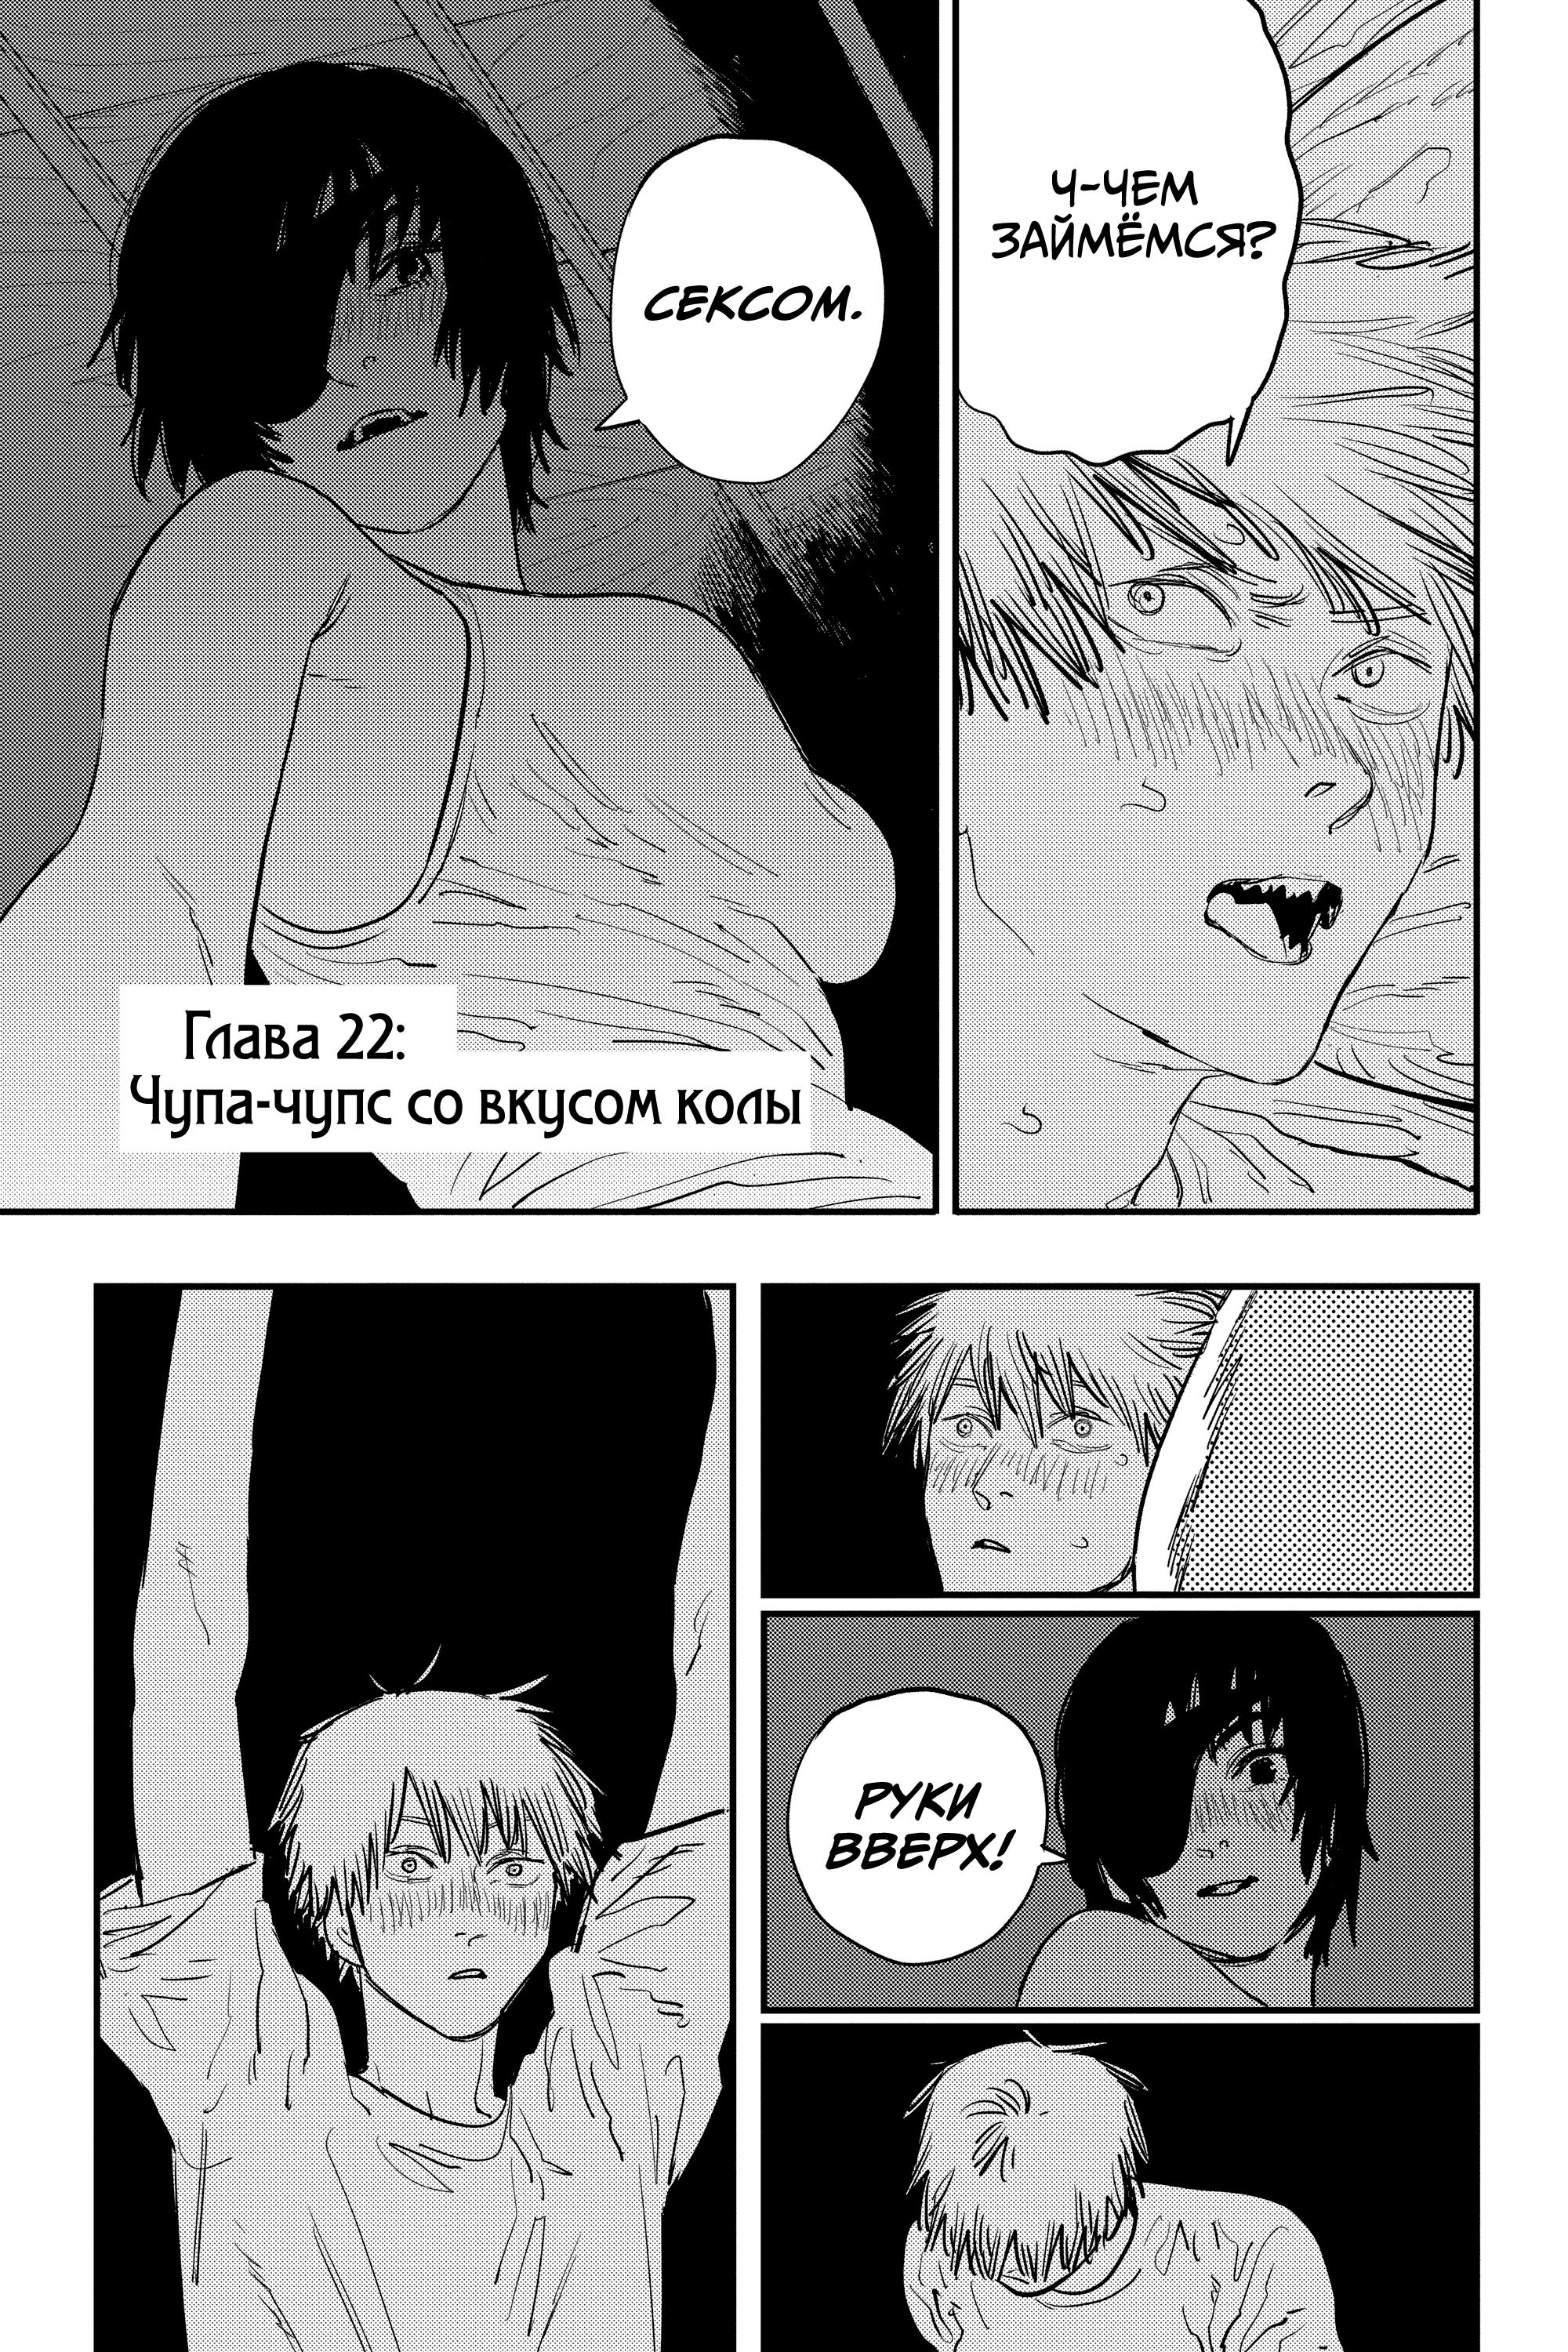 Ч-ЧЕМ
ЗАЙМЁМСЯ?
СЕКСОМ.
Глава 22:
Чупа-чупс со вкусом колы
РУКИ
ВВЕРХ!